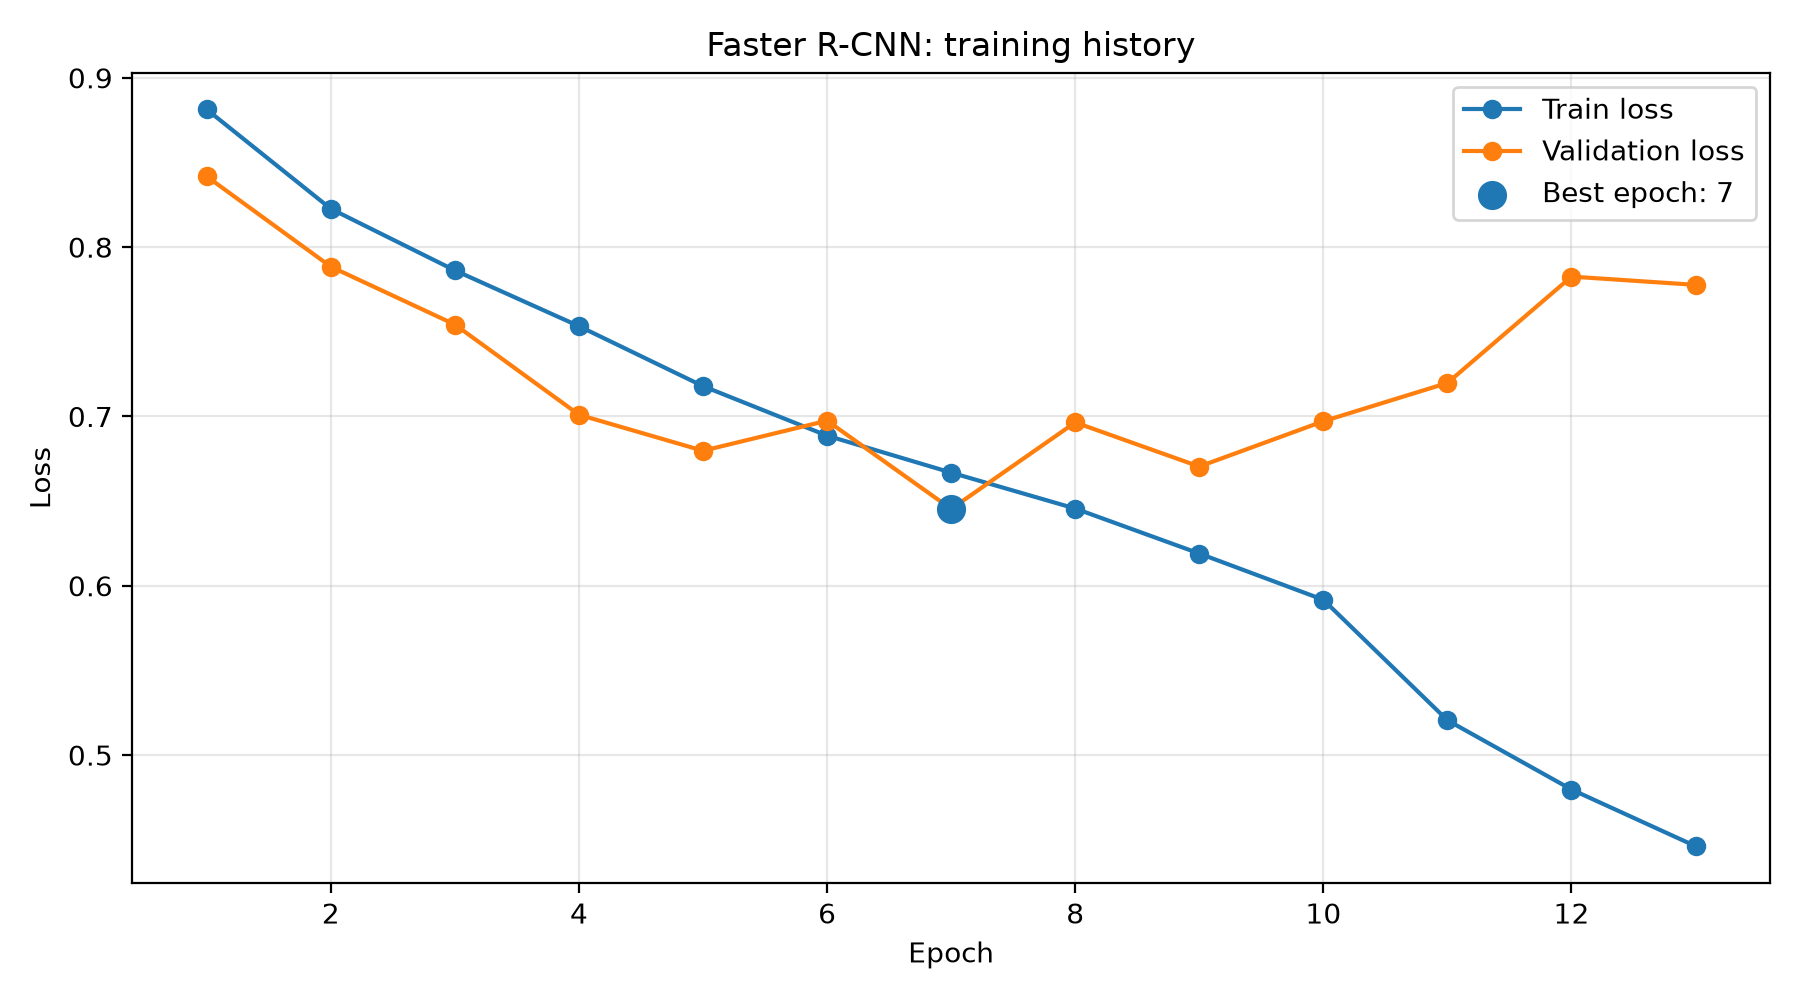 Faster R-CNN: training history
Train loss
Validation loss
Best epoch: 7
0.9
0.8
0.7
0.6
0.5
Loss
2 4 6 8 10 12
Epoch